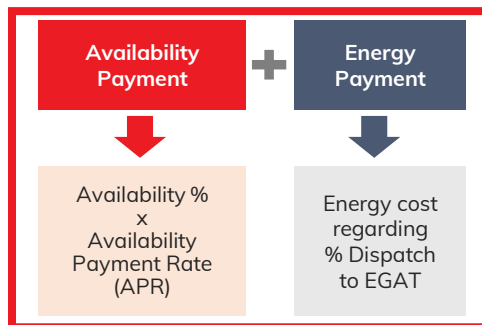 Availability
Payment
Energy
Payment
Availability %
x
Availability
Payment Rate
(APR)
Energy cost
regarding
% Dispatch
to EGAT